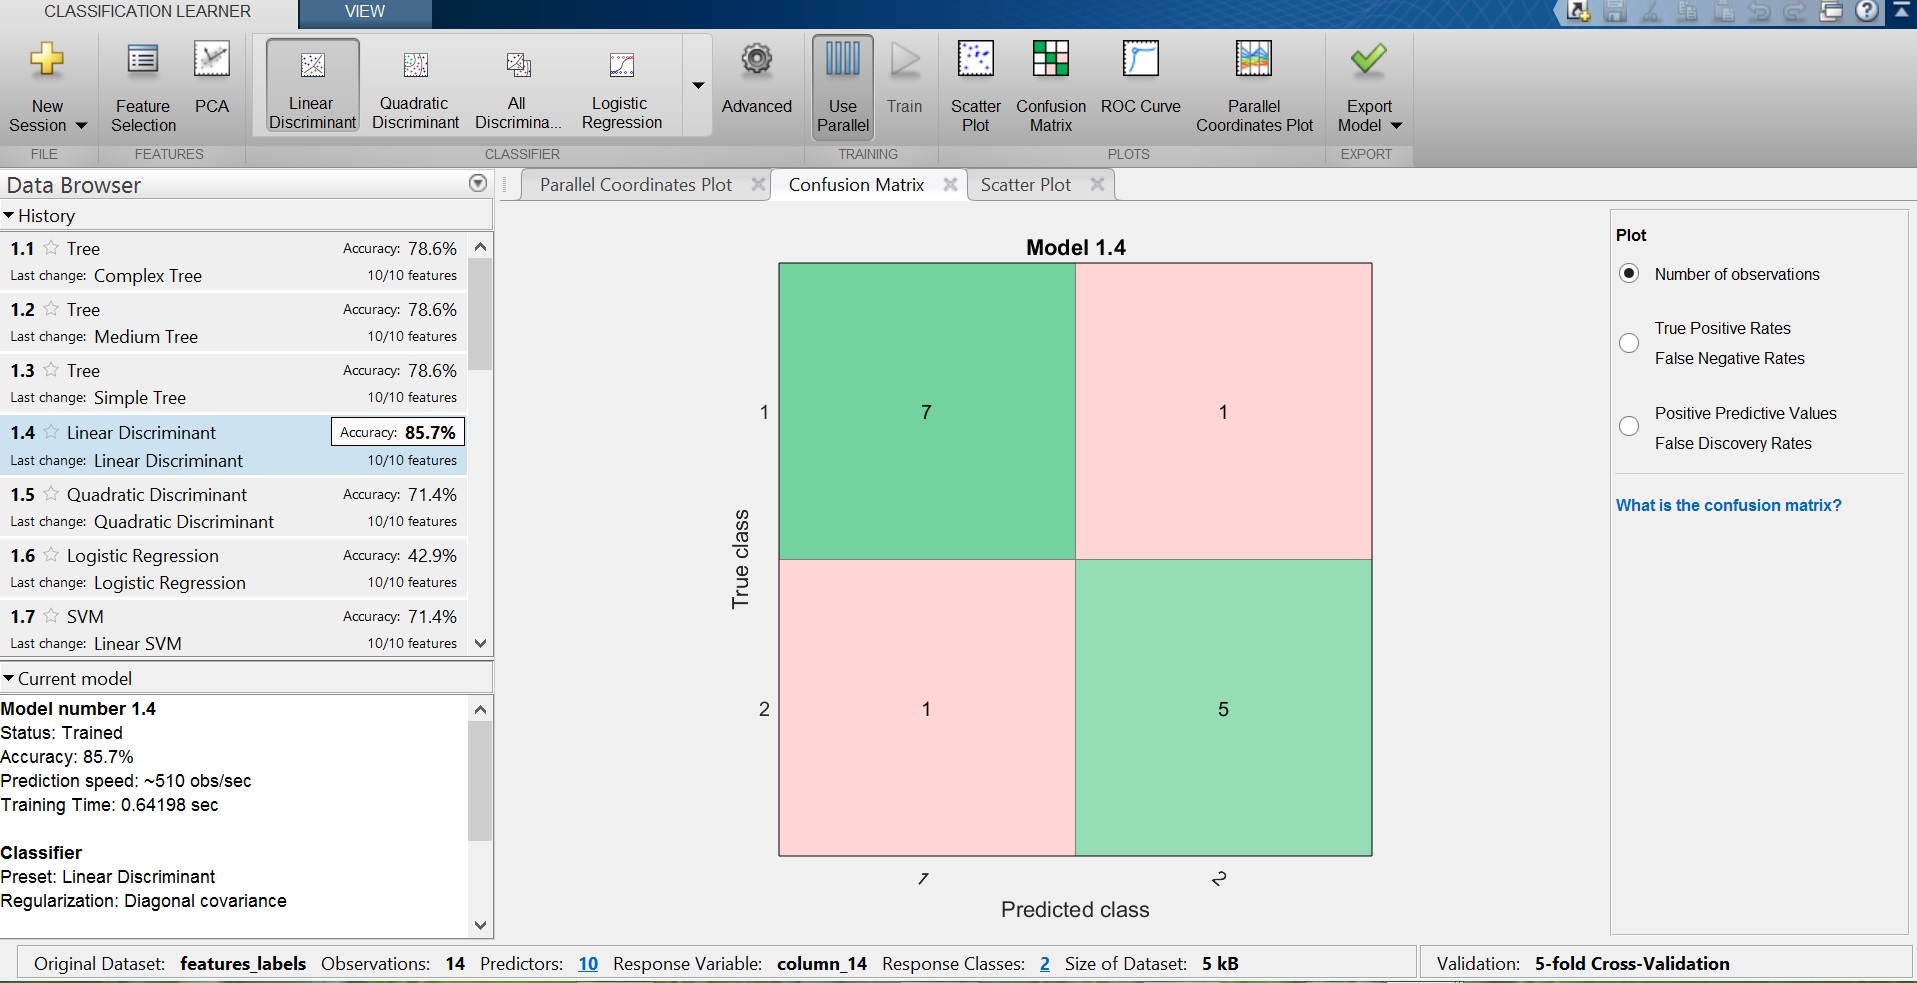 CLASSIFICATION LEARNER
VIEW
New Session
Feature Selection
PCA
Linear Discriminant
Quadratic Discriminant
All Discrimina...
Logistic Regression
Advanced
Use Parallel
Train
Scatter Plot
Confusion Matrix
ROC Curve
Parallel Coordinates Plot
Export Model
FILE
FEATURES
CLASSIFIER
TRAINING
PLOTS
EXPORT
Data Browser
History
1.1 Tree Accuracy: 78.6%
Last change: Complex Tree 10/10 features
1.2 Tree Accuracy: 78.6%
Last change: Medium Tree 10/10 features
1.3 Tree Accuracy: 78.6%
Last change: Simple Tree 10/10 features
1.4 Linear Discriminant Accuracy: 85.7%
Last change: Linear Discriminant 10/10 features
1.5 Quadratic Discriminant Accuracy: 71.4%
Last change: Quadratic Discriminant 10/10 features
1.6 Logistic Regression Accuracy: 42.9%
Last change: Logistic Regression 10/10 features
1.7 SVM Accuracy: 71.4%
Last change: Linear SVM 10/10 features
Current model
Model number 1.4
Status: Trained
Accuracy: 85.7%
Prediction speed: ~510 obs/sec
Training Time: 0.64198 sec
Classifier
Preset: Linear Discriminant
Regularization: Diagonal covariance
Parallel Coordinates Plot
Confusion Matrix
Scatter Plot
Model 1.4
True class
1 7 1
2 1 5
1 2
Predicted class
Plot
Number of observations
True Positive Rates
False Negative Rates
Positive Predictive Values
False Discovery Rates
What is the confusion matrix?
Original Dataset: features_labels Observations: 14 Predictors: 10 Response Variable: column_14 Response Classes: 2 Size of Dataset: 5 kB
Validation: 5-fold Cross-Validation